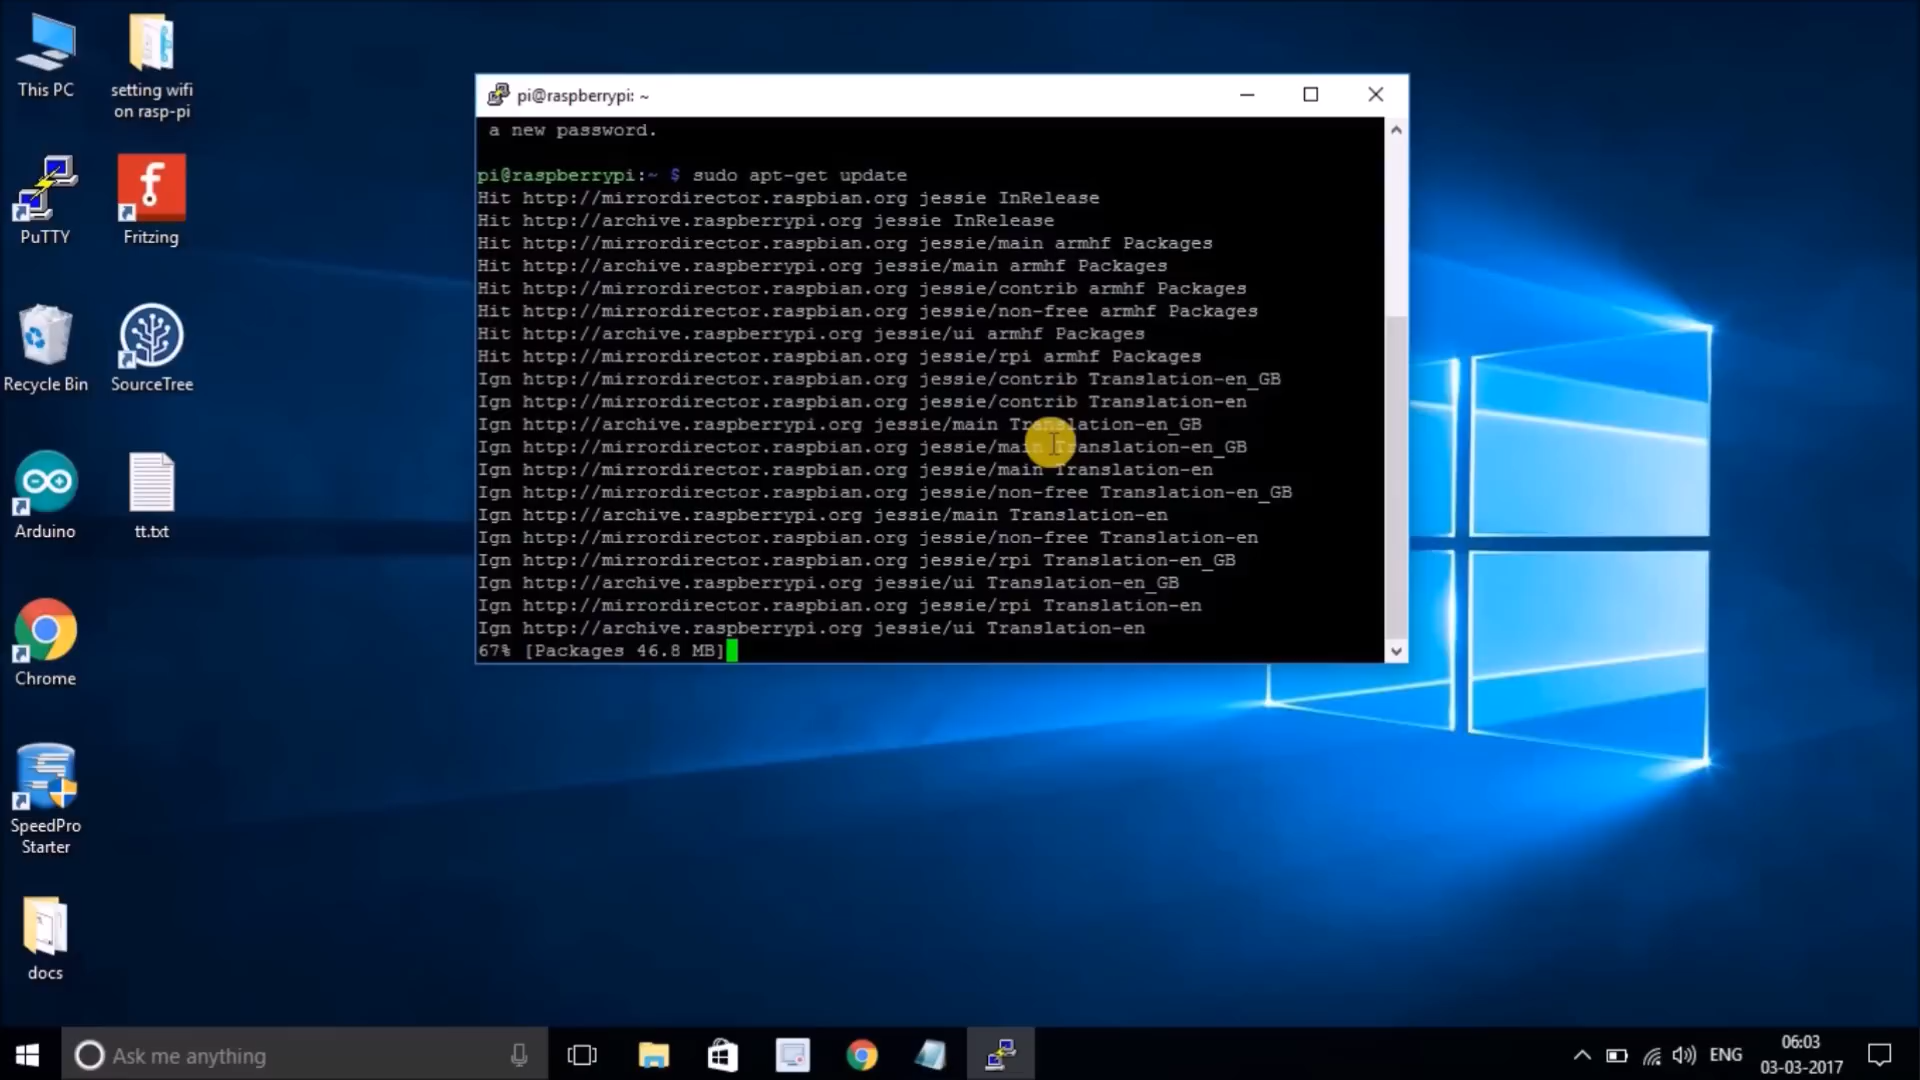 This PC
setting wifi
on rasp-pi
PuTTY
Fritzing
Recycle Bin
SourceTree
Arduino
tt.txt
Chrome
SpeedPro
Starter
docs
pi@raspberrypi: ~
a new password.
pi@raspberrypi:~ $ sudo apt-get update
Hit http://mirrordirector.raspbian.org jessie InRelease
Hit http://archive.raspberrypi.org jessie InRelease
Hit http://mirrordirector.raspbian.org jessie/main armhf Packages
Hit http://archive.raspberrypi.org jessie/main armhf Packages
Hit http://mirrordirector.raspbian.org jessie/contrib armhf Packages
Hit http://mirrordirector.raspbian.org jessie/non-free armhf Packages
Hit http://archive.raspberrypi.org jessie/ui armhf Packages
Hit http://mirrordirector.raspbian.org jessie/rpi armhf Packages
Ign http://mirrordirector.raspbian.org jessie/contrib Translation-en_GB
Ign http://mirrordirector.raspbian.org jessie/contrib Translation-en
Ign http://archive.raspberrypi.org jessie/main Translation-en_GB
Ign http://mirrordirector.raspbian.org jessie/main Translation-en_GB
Ign http://mirrordirector.raspbian.org jessie/main Translation-en
Ign http://mirrordirector.raspbian.org jessie/non-free Translation-en_GB
Ign http://archive.raspberrypi.org jessie/main Translation-en
Ign http://mirrordirector.raspbian.org jessie/non-free Translation-en
Ign http://mirrordirector.raspbian.org jessie/rpi Translation-en_GB
Ign http://archive.raspberrypi.org jessie/ui Translation-en_GB
Ign http://mirrordirector.raspbian.org jessie/rpi Translation-en
Ign http://archive.raspberrypi.org jessie/ui Translation-en
67% [Packages 46.8 MB]
Ask me anything
ENG
06:03
03-03-2017